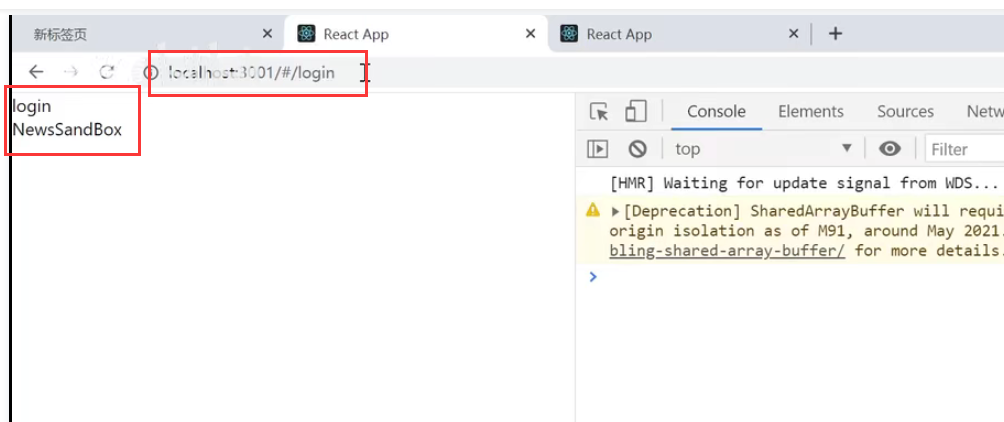 新标签页
React App
React App
localhost:3001/#/login
login
NewsSandBox
Console Elements Sources Netw
top
Filter
[HMR] Waiting for update signal from WDS...
[Deprecation] SharedArrayBuffer will requi
origin isolation as of M91, around May 2021.
bling-shared-array-buffer/ for more details.